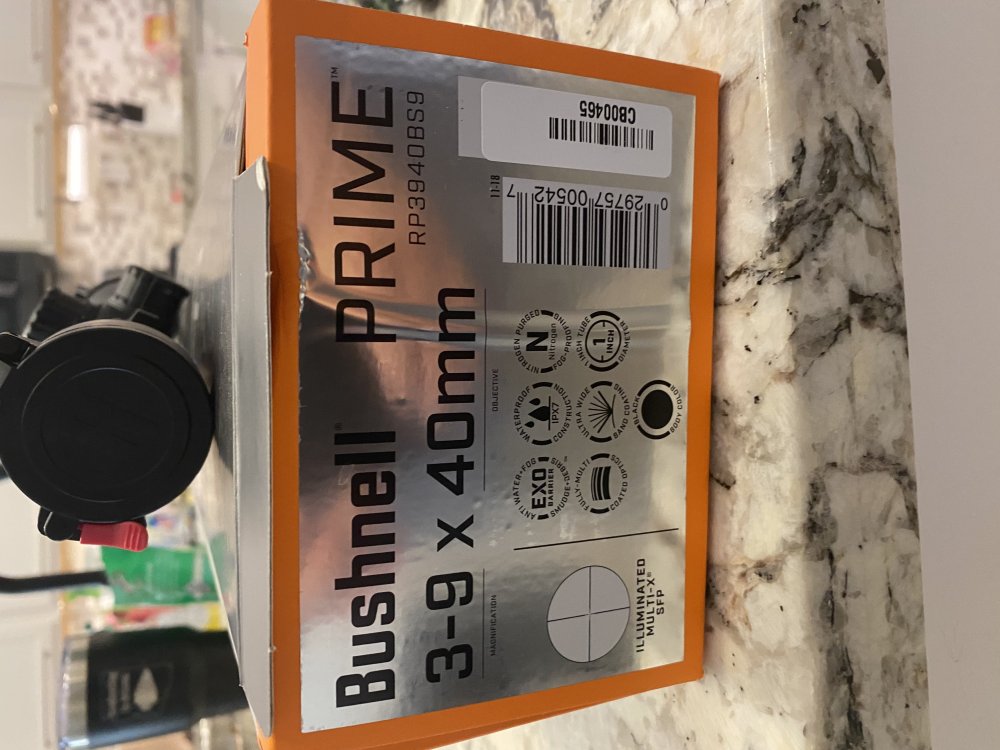 Bushnell® PRIME™
3-9 x 40mm RP3940BS9
MAGNIFICATION OBJECTIVE
ILLUMINATED
MULTI-X®
SFP
ANTI WATER+FOG
EXO
BARRIER™
SMUDGE+DEBRIS
WATERPROOF
IPX7
CONSTRUCTION
NITROGEN PURGED
N
Nitrogen
FOG-PROOFING
FULLY-MULTI
COATED OPTICS
ULTRA WIDE
BAND COATING
1 INCH TUBE
1
INCH
DIAMETER
BLACK
BODY COLOR
11-18
0 29757 00542 7
CB00465